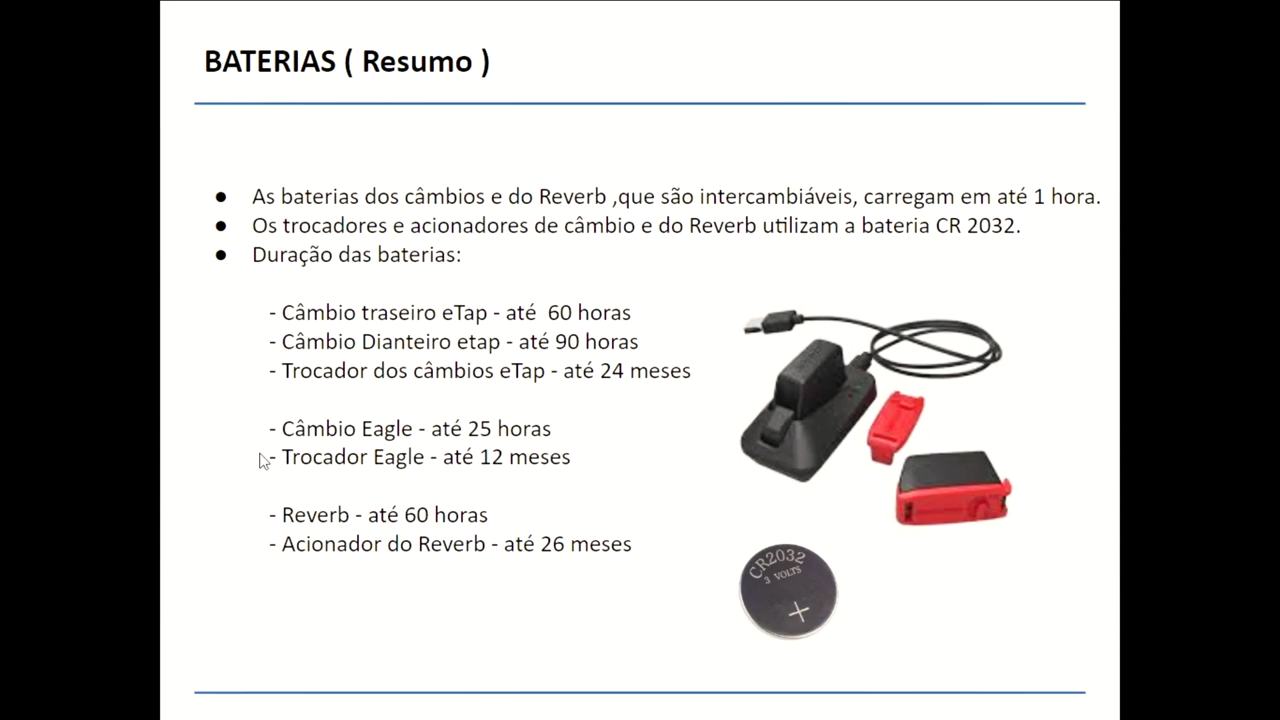 BATERIAS ( Resumo )
● As baterias dos câmbios e do Reverb ,que são intercambiáveis, carregam em até 1 hora.
● Os trocadores e acionadores de câmbio e do Reverb utilizam a bateria CR 2032.
● Duração das baterias:
- Câmbio traseiro eTap - até  60 horas
- Câmbio Dianteiro etap - até 90 horas
- Trocador dos câmbios eTap - até 24 meses
- Câmbio Eagle - até 25 horas
- Trocador Eagle - até 12 meses
- Reverb - até 60 horas
- Acionador do Reverb - até 26 meses
CR2032
3 VOLTS
+